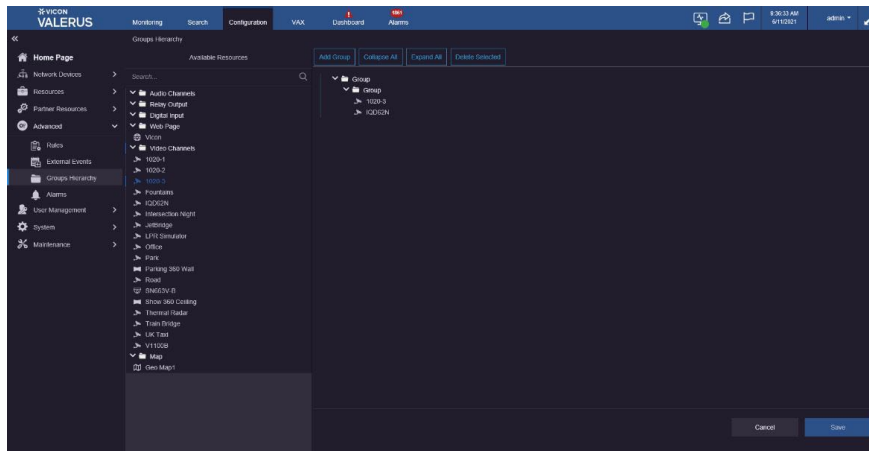 VICON
VALERUS
Monitoring
Search
Configuration
VAX
!
Dashboard
1861
Alarms
9:36:33 AM
6/11/2021
admin
Groups Hierarchy
Home Page
Network Devices
Resources
Partner Resources
Advanced
Rules
External Events
Groups Hierarchy
Alarms
User Management
System
Maintenance
Available Resources
Search...
Audio Channels
Relay Output
Digital Input
Web Page
Vicon
Video Channels
1020-1
1020-2
1020-3
Fountains
IQD62N
Intersection Night
Jetbridge
LPR Simulator
Office
Park
Parking 360 Wall
Road
SN663V-B
Show 360 Ceiling
Thermal Radar
Train Bridge
UK Taxi
V1100B
Map
Geo Map1
Add Group
Collapse All
Expand All
Delete Selected
Group
Group
1020-3
IQD62N
Cancel
Save